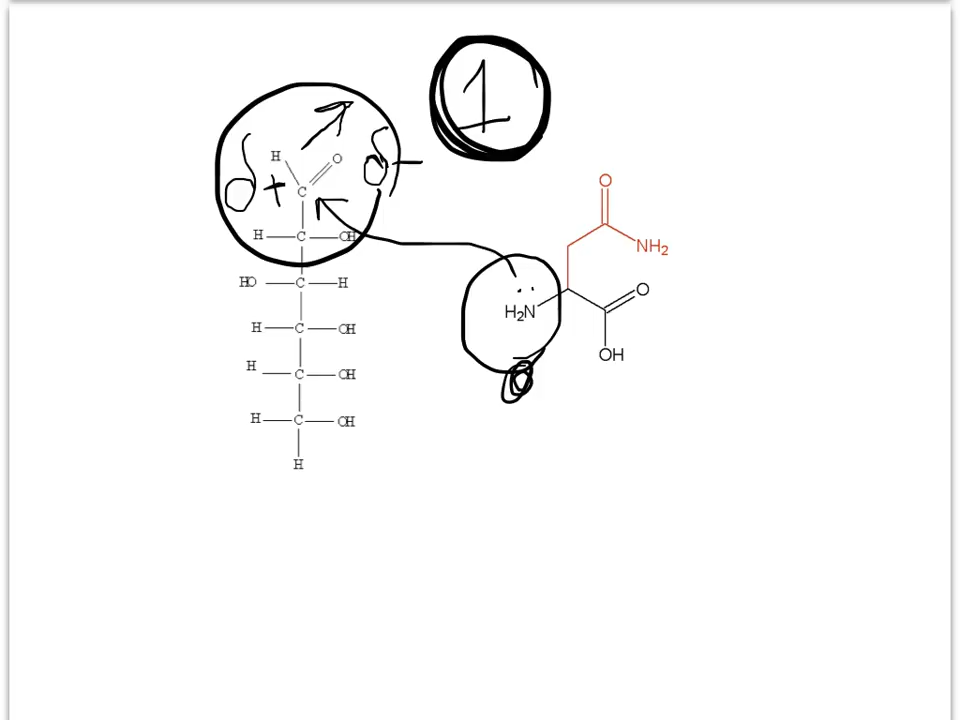 1
δ+ δ-
H O
C
H C OH
HO C H
H C OH
H C OH
H C OH
H
O
NH₂
H₂N
O
OH